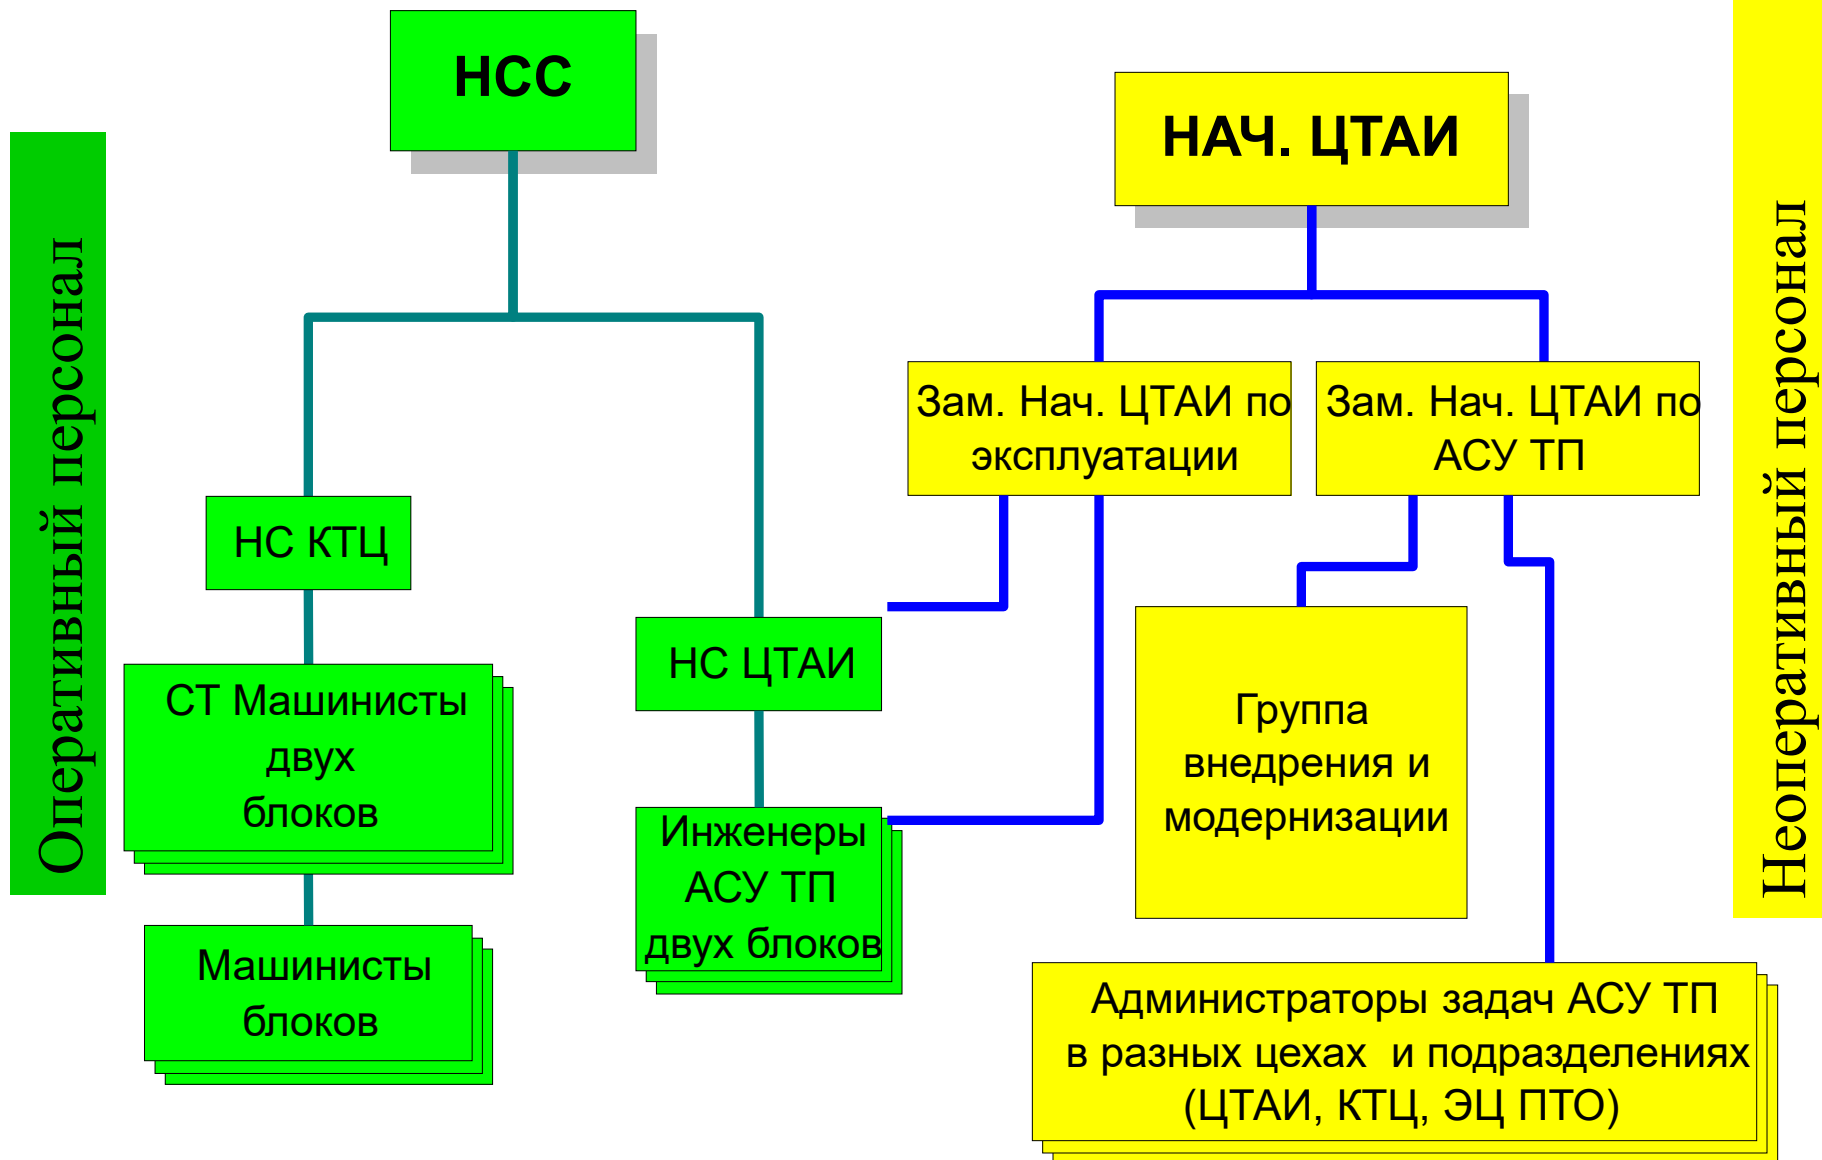 НСС
НАЧ. ЦТАИ
Оперативный персонал
Неоперативный персонал
Зам. Нач. ЦТАИ по
эксплуатации
Зам. Нач. ЦТАИ по
АСУ ТП
НС КТЦ
НС ЦТАИ
СТ Машинисты
двух
блоков
Группа
внедрения и
модернизации
Инженеры
АСУ ТП
двух блоков
Машинисты
блоков
Администраторы задач АСУ ТП
в разных цехах и подразделениях
(ЦТАИ, КТЦ, ЭЦ ПТО)